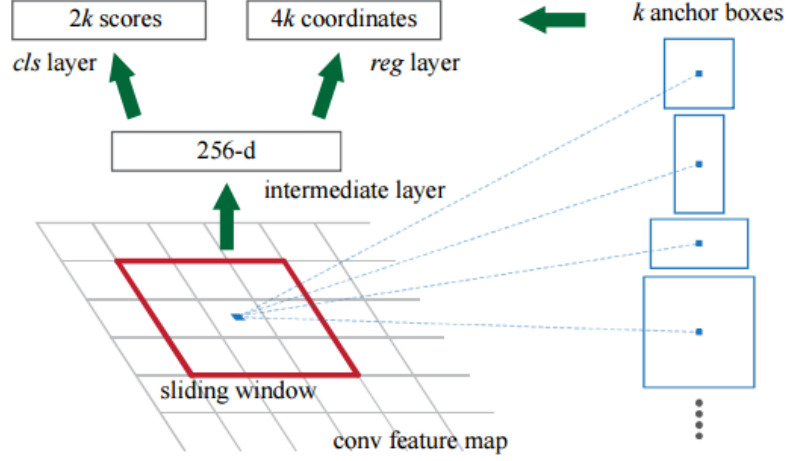 2k scores
4k coordinates
k anchor boxes
cls layer
reg layer
256-d
intermediate layer
sliding window
conv feature map